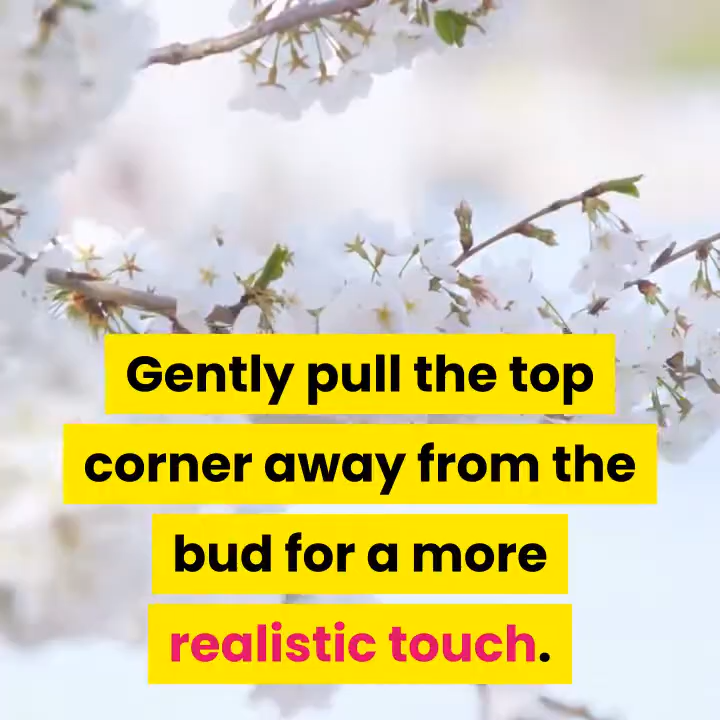 Gently pull the top
corner away from the
bud for a more
realistic touch.